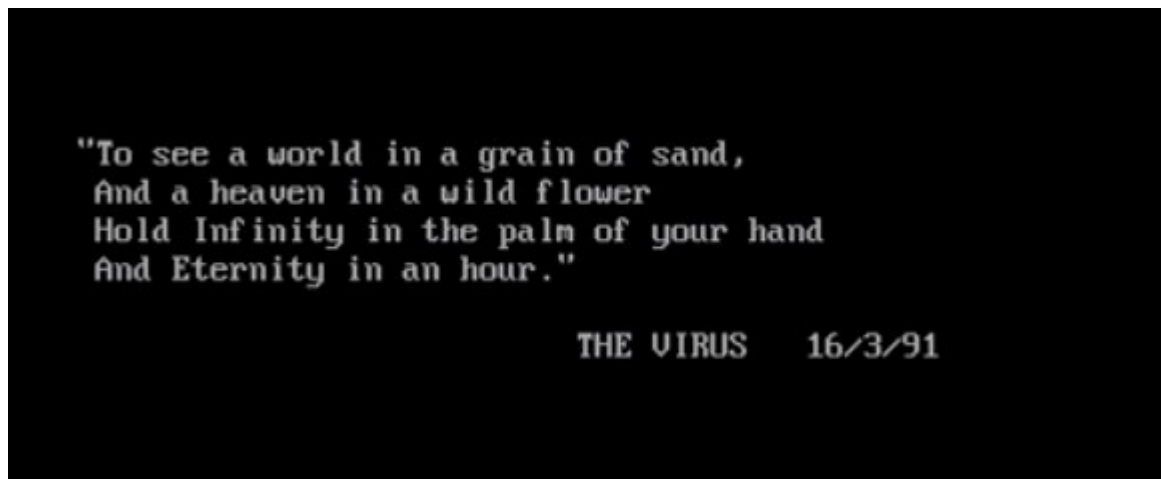 "To see a world in a grain of sand,
And a heaven in a wild flower
Hold Infinity in the palm of your hand
And Eternity in an hour."
THE VIRUS 16/3/91